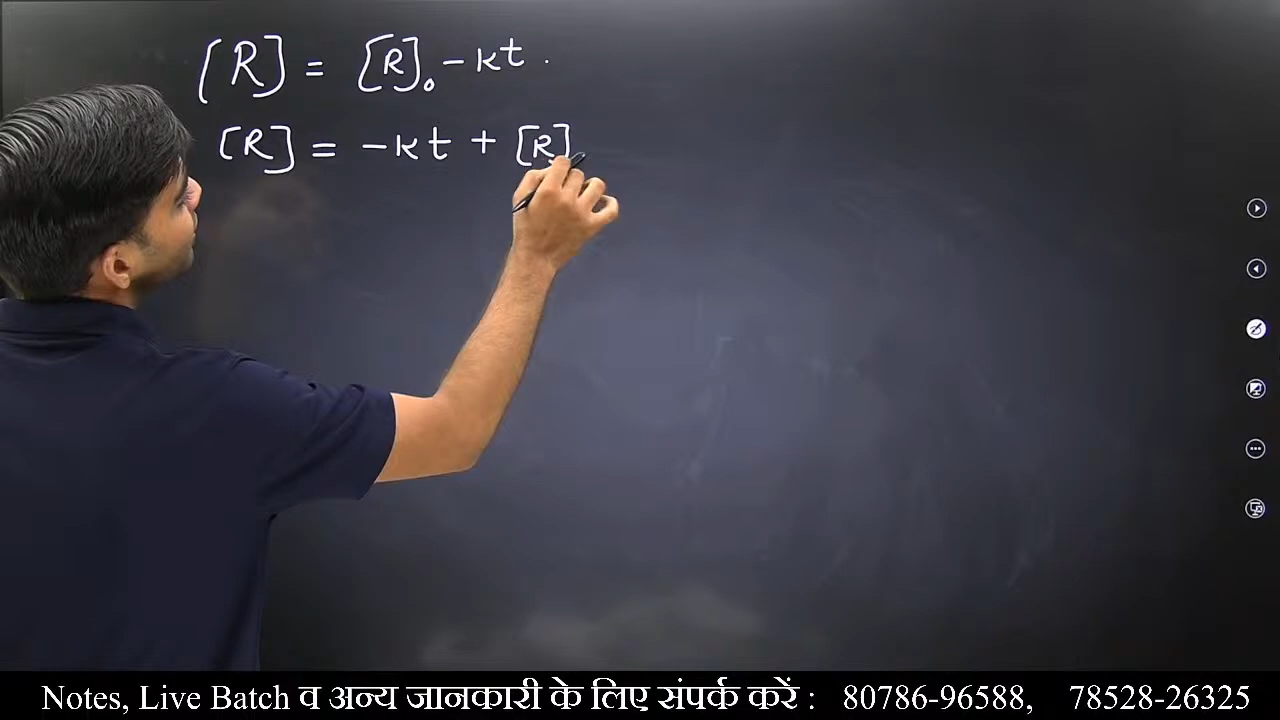 [R] = [R]₀ - kt .
[R] = -kt + [R]
Notes, Live Batch व अन्य जानकारी के लिए संपर्क करें : 80786-96588, 78528-26325